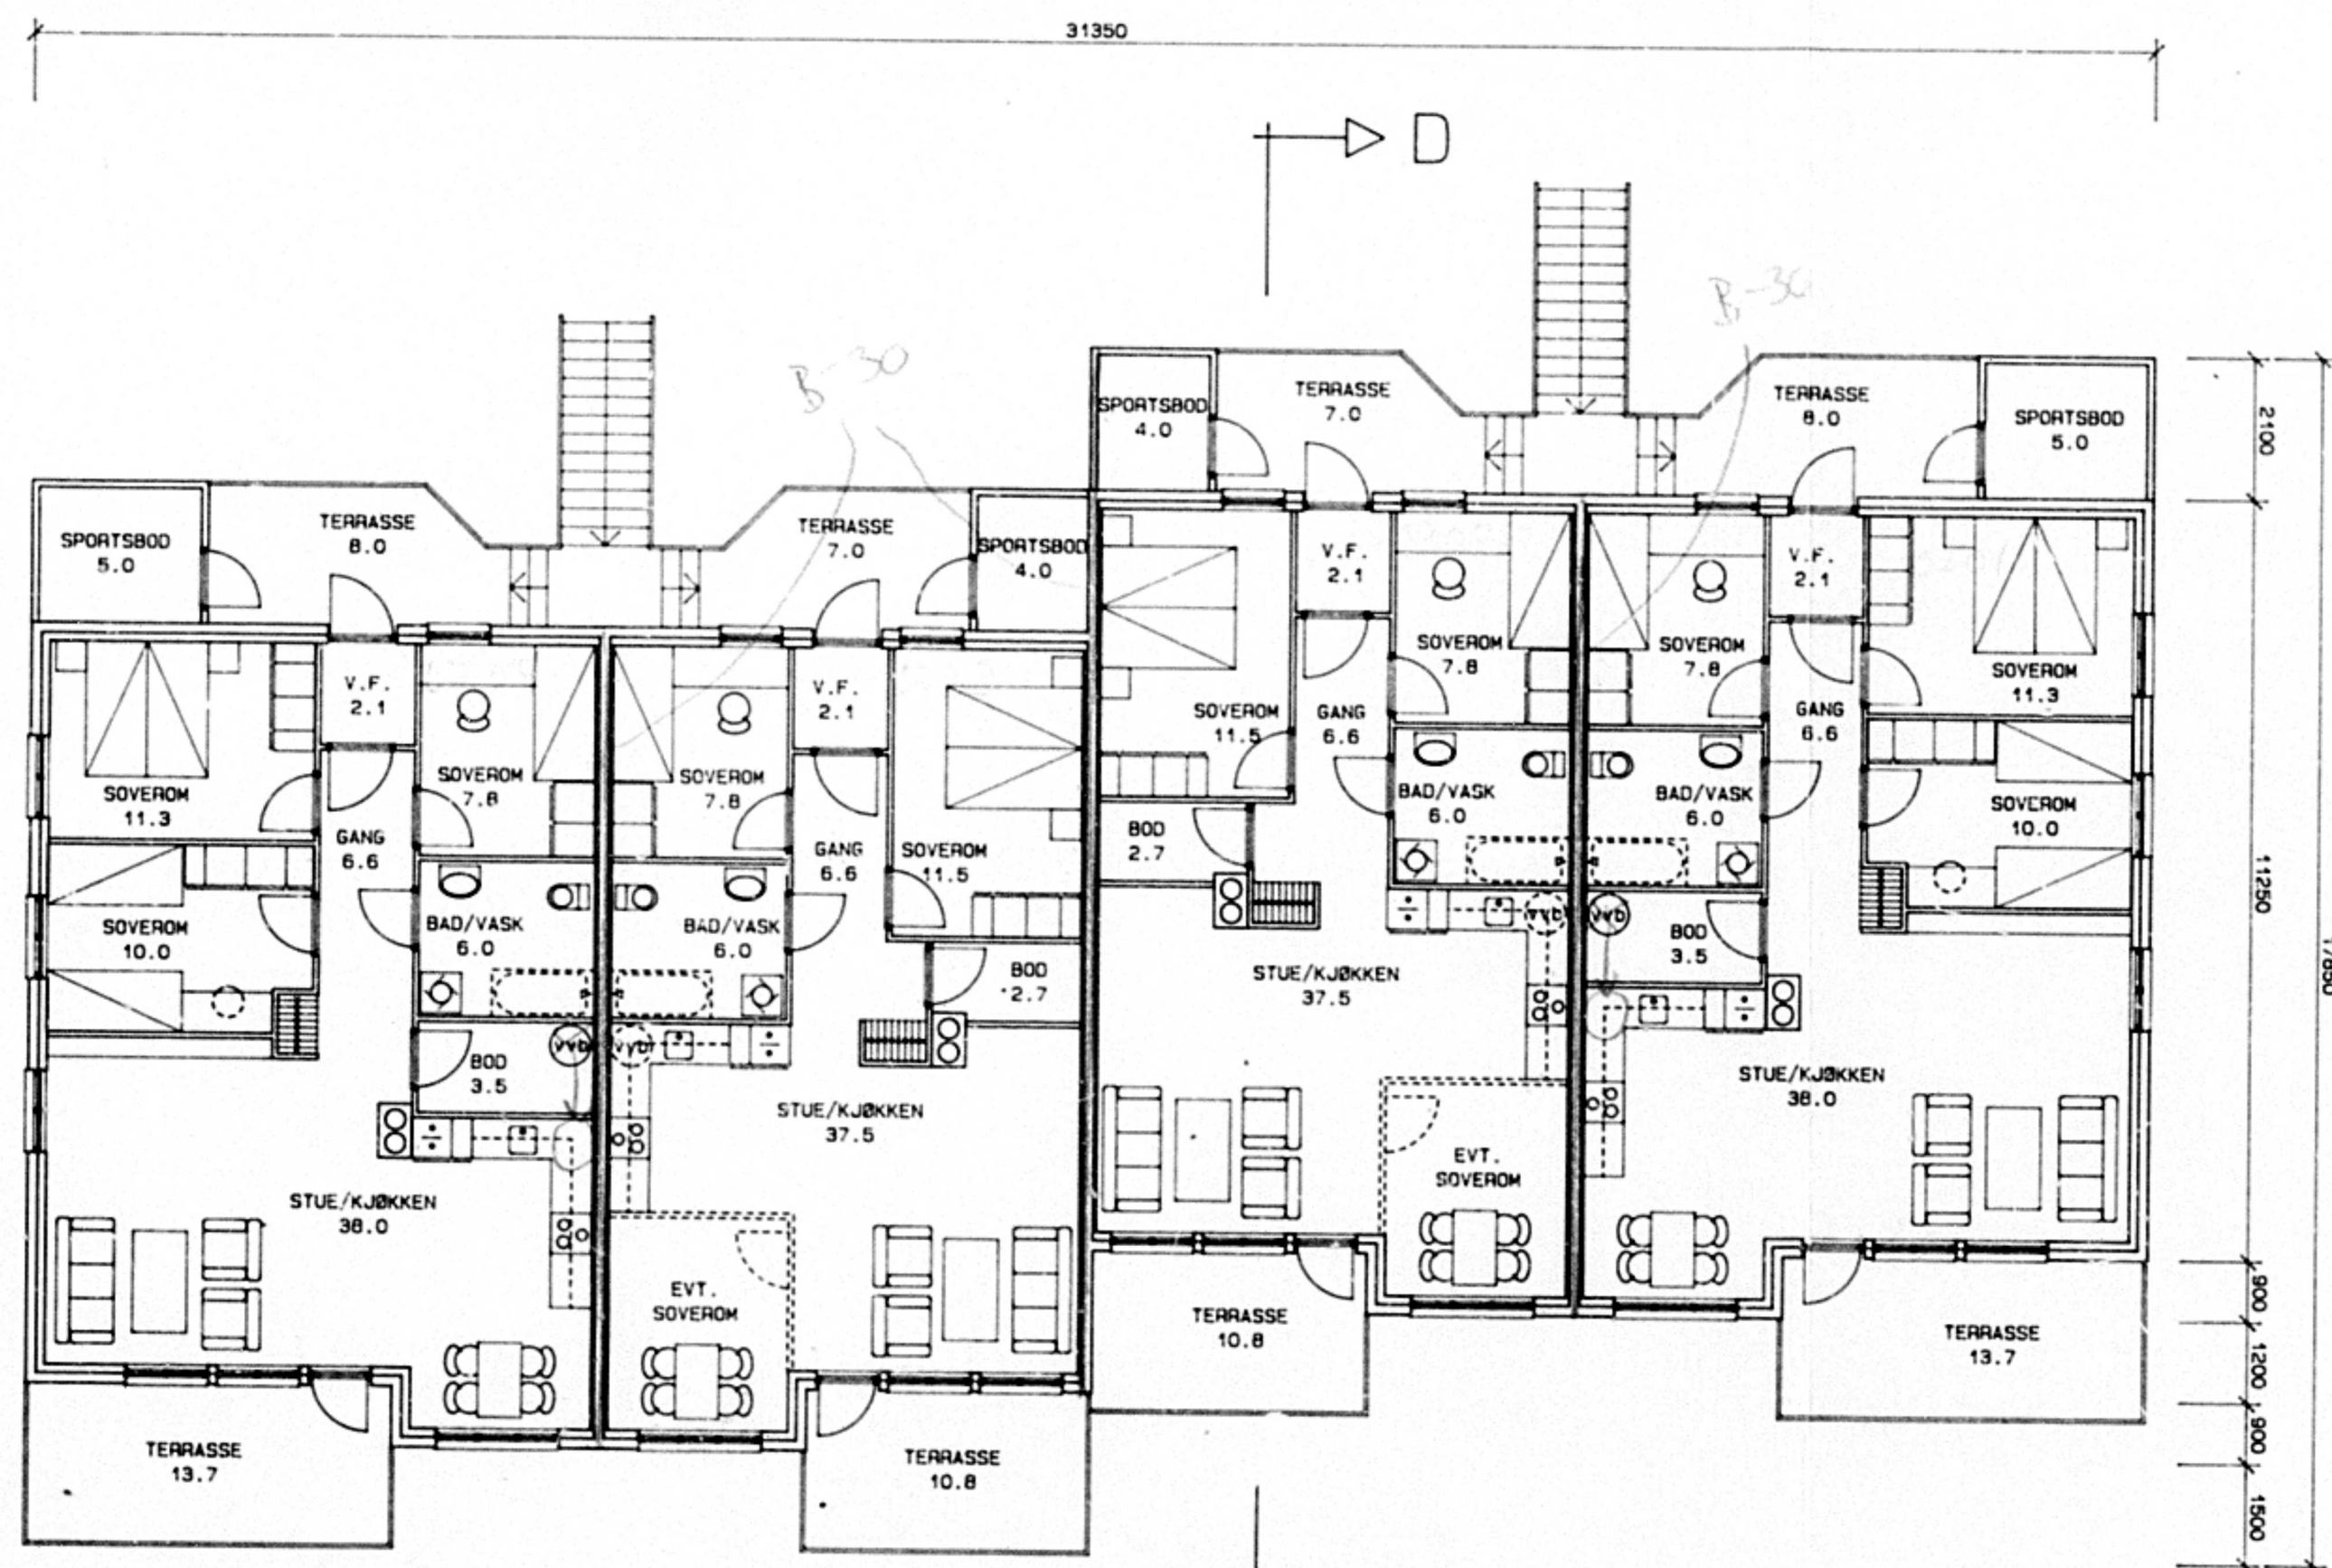 31350
D
B-30
B-30
SPORTSBOD
4.0
TERRASSE
7.0
TERRASSE
8.0
SPORTSBOD
5.0
2100
SPORTSBOD
5.0
TERRASSE
8.0
TERRASSE
7.0
SPORTSBOD
4.0
V.F.
2.1
SOVEROM
7.8
SOVEROM
7.8
V.F.
2.1
SOVEROM
11.3
SOVEROM
11.5
GANG
6.6
GANG
6.6
V.F.
2.1
V.F.
2.1
SOVEROM
11.3
SOVEROM
7.8
SOVEROM
7.8
GANG
6.6
GANG
6.6
SOVEROM
11.5
BAD/VASK
6.0
BAD/VASK
6.0
SOVEROM
10.0
BOD
2.7
11250
SOVEROM
10.0
BAD/VASK
6.0
BAD/VASK
6.0
BOD
2.7
vvb
vvb
BOD
3.5
STUE/KJØKKEN
37.5
vvb
vvb
BOD
3.5
STUE/KJØKKEN
38.0
STUE/KJØKKEN
37.5
EVT.
SOVEROM
STUE/KJØKKEN
38.0
EVT.
SOVEROM
TERRASSE
10.8
TERRASSE
13.7
900
1200
900
1500
TERRASSE
13.7
TERRASSE
10.8